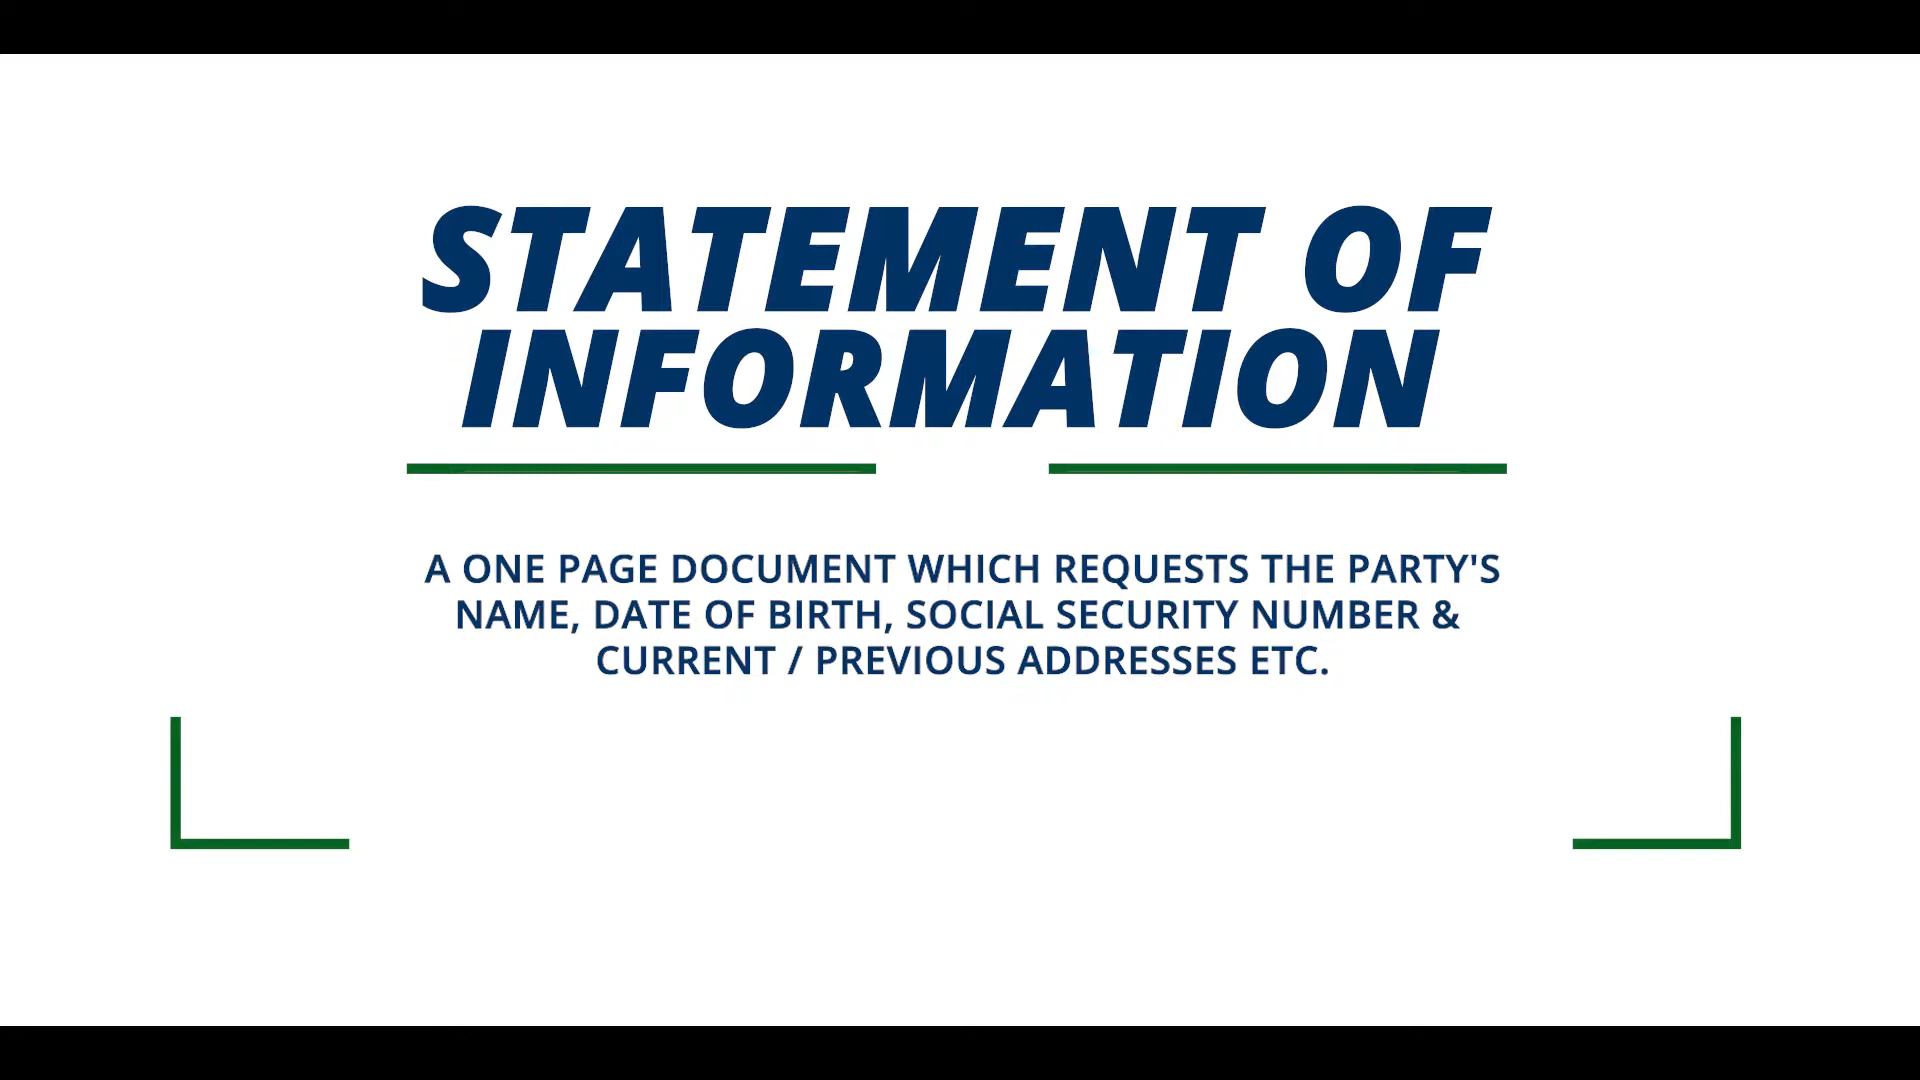 STATEMENT OF
INFORMATION
A ONE PAGE DOCUMENT WHICH REQUESTS THE PARTY'S
NAME, DATE OF BIRTH, SOCIAL SECURITY NUMBER &
CURRENT / PREVIOUS ADDRESSES ETC.